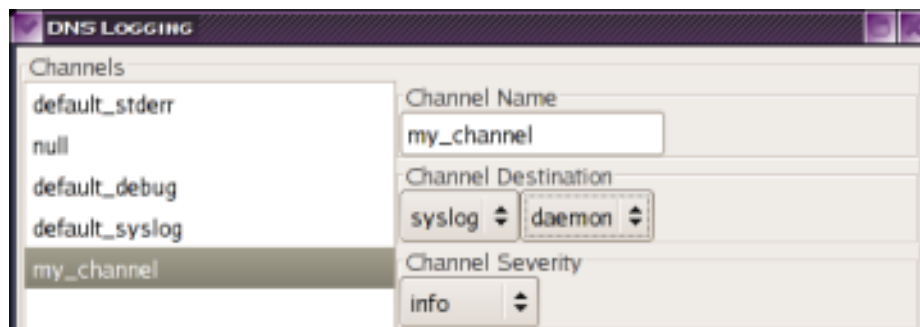 DNS Logging
Channels
default_stderr
null
default_debug
default_syslog
my_channel
Channel Name
my_channel
Channel Destination
syslog daemon
Channel Severity
info